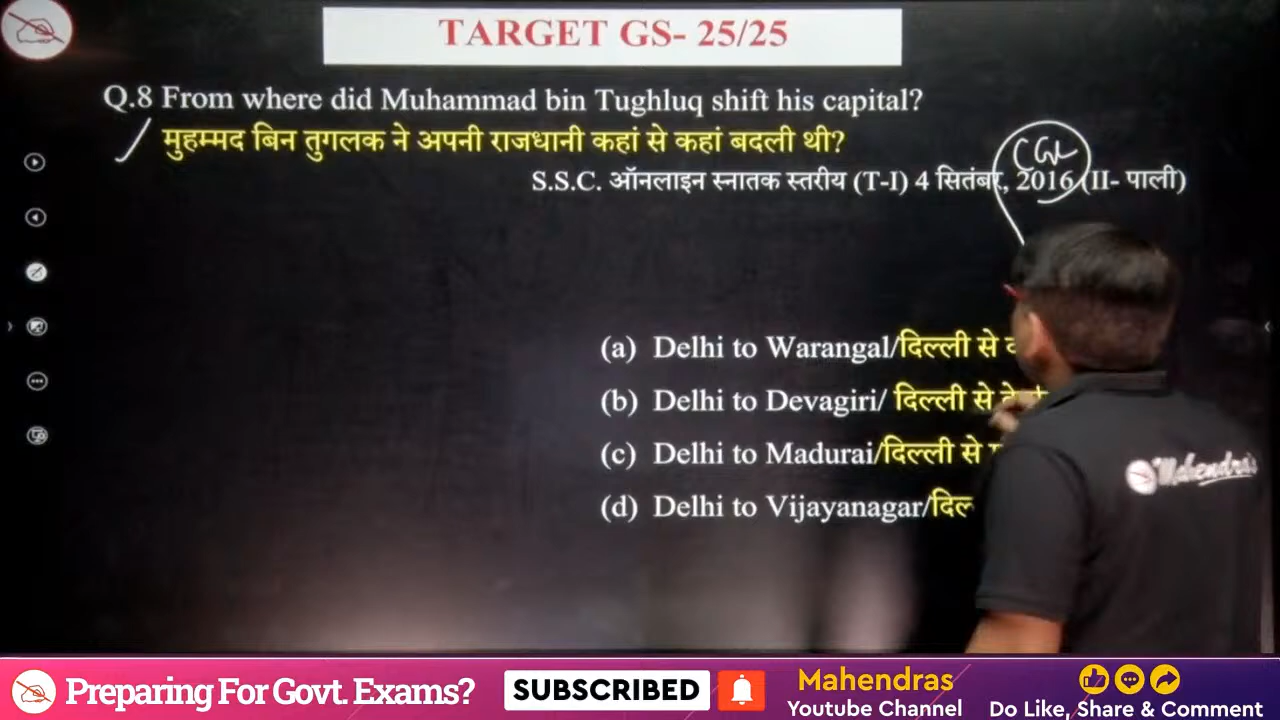 TARGET GS- 25/25
Q.8 From where did Muhammad bin Tughluq shift his capital?
मुहम्मद बिन तुगलक ने अपनी राजधानी कहां से कहां बदली थी?
CGL
S.S.C. ऑनलाइन स्नातक स्तरीय (T-I) 4 सितंबर, 2016 (II- पाली)
(a) Delhi to Warangal/दिल्ली से
(b) Delhi to Devagiri/ दिल्ली से
(c) Delhi to Madurai/दिल्ली से
(d) Delhi to Vijayanagar/
Mahendra's
Preparing For Govt. Exams?
SUBSCRIBED
Mahendras
Youtube Channel
Do Like, Share & Comment